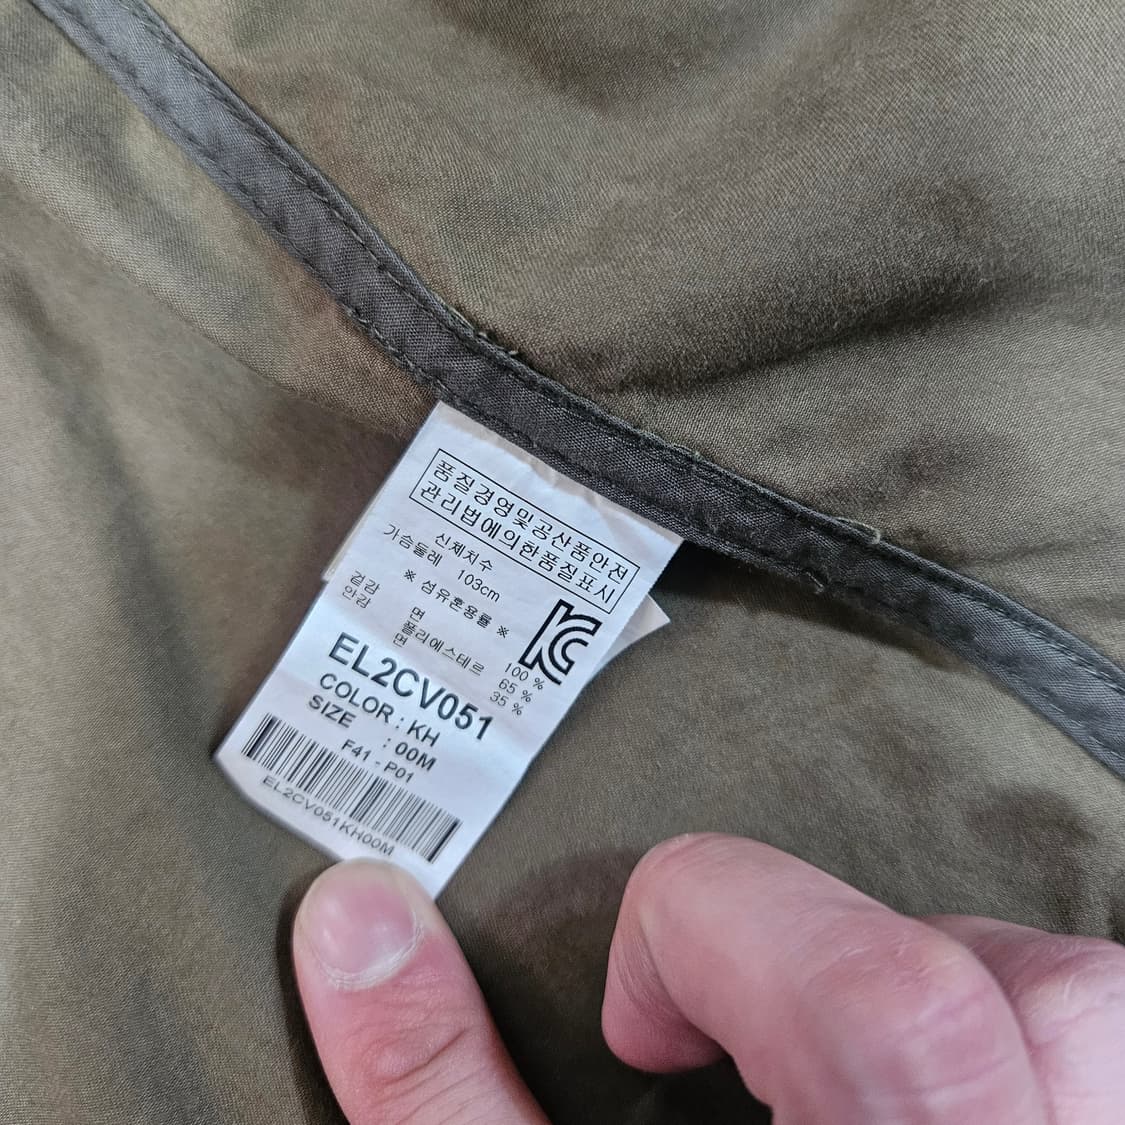 품질경영및공산품안전
관리법에의한품질표시
신체치수
가슴둘레 103cm
※ 섬유혼용률 ※
겉감 면 100 %
안감 폴리에스테르 65 %
면 35 %
KC
EL2CV051
COLOR : KH
SIZE : 00M
F41 - P01
EL2CV051KH00M